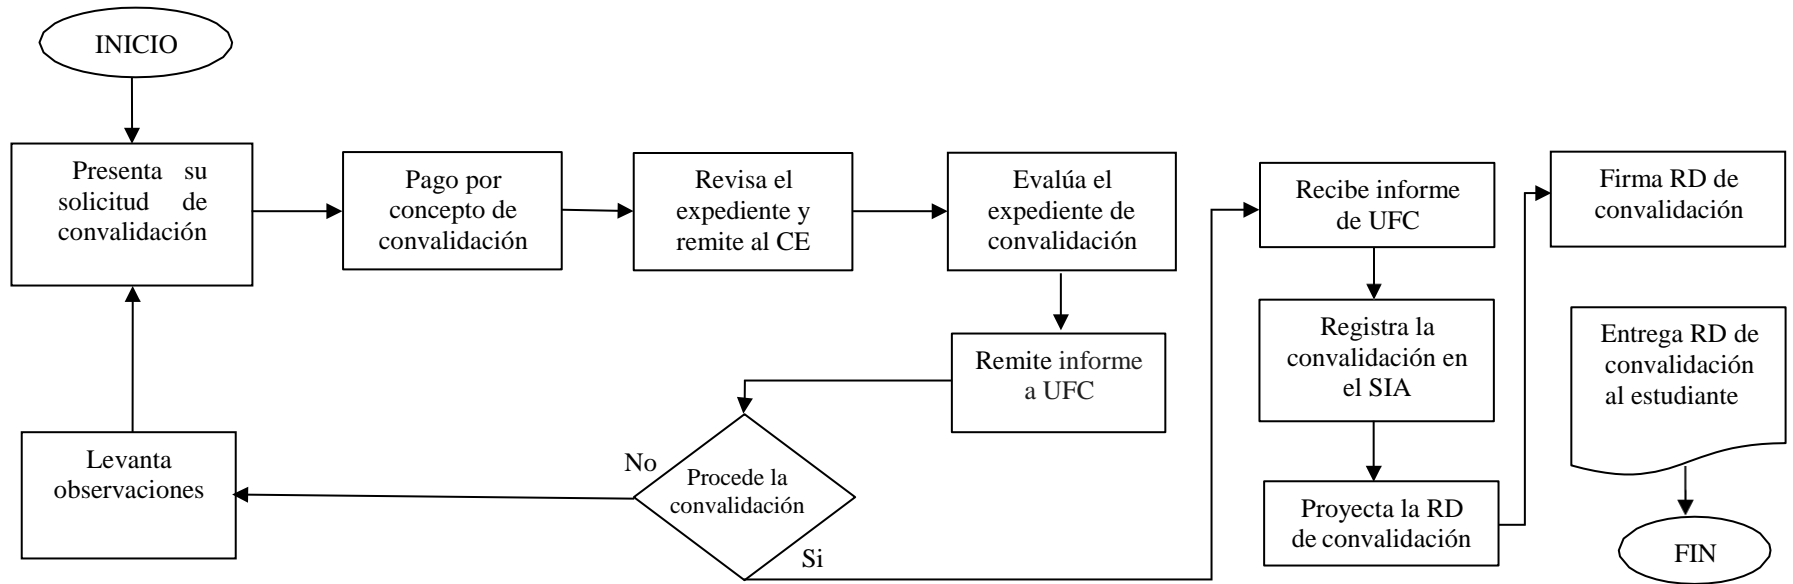 INICIO
Presenta su
solicitud de
convalidación
Pago por
concepto de
convalidación
Revisa el
expediente y
remite al CE
Evalúa el
expediente de
convalidación
Remite informe
a UFC
Procede la
convalidación
No
Si
Levanta
observaciones
Recibe informe
de UFC
Registra la
convalidación en
el SIA
Proyecta la RD
de convalidación
Firma RD de
convalidación
Entrega RD de
convalidación
al estudiante
FIN